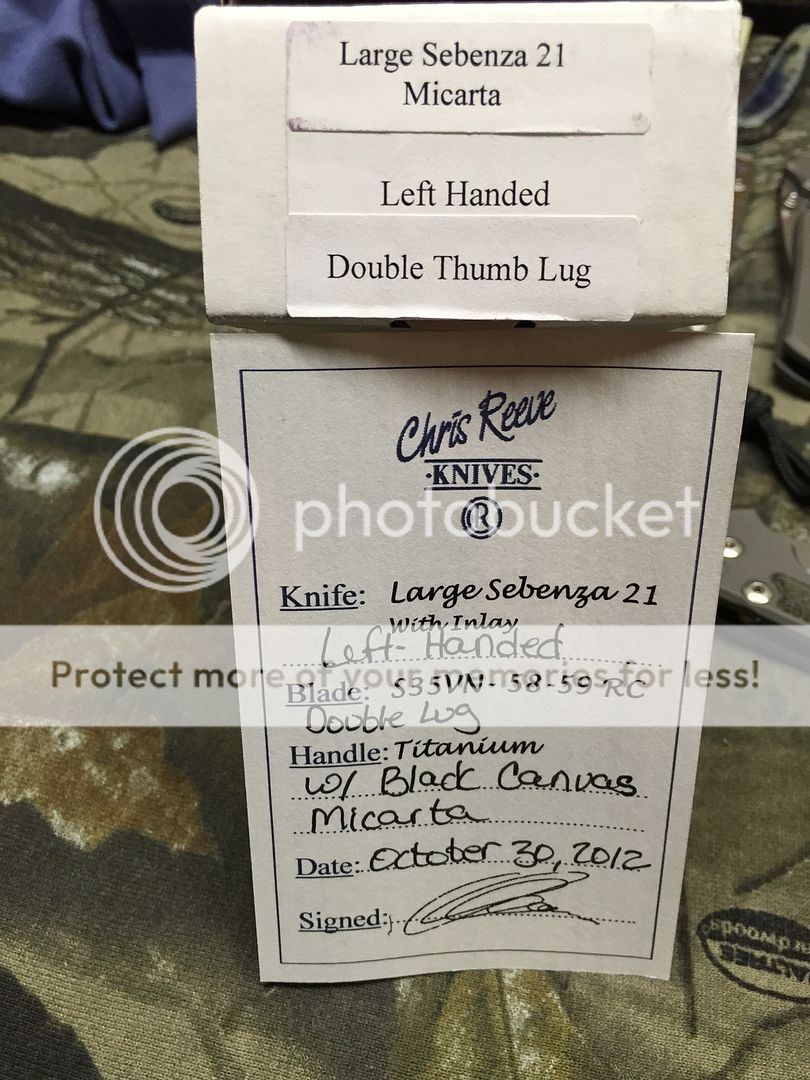 Large Sebenza 21
Micarta
Left Handed
Double Thumb Lug
Chris Reeve
·KNIVES·
®
photobucket
Knife: Large Sebenza 21
With Inlay
Left-Handed
Protect more of your memories for less!
Blade: S35VN- 58-59 RC
Double Lug
Handle: Titanium
w/ Black Canvas
Micarta
Date: October 30, 2012
Signed:
REALTREE
hardwoods